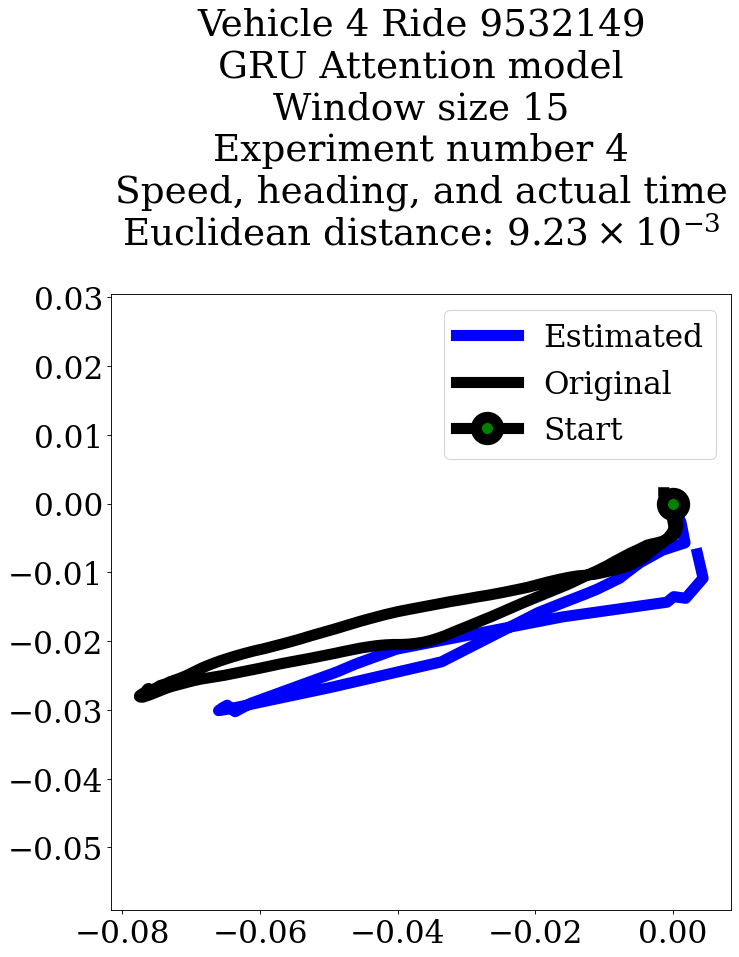 Vehicle 4 Ride 9532149
GRU Attention model
Window size 15
Experiment number 4
Speed, heading, and actual time
Euclidean distance: 9.23 × 10⁻³
Estimated
Original
Start
0.03
0.02
0.01
0.00
−0.01
−0.02
−0.03
−0.04
−0.05
−0.08 −0.06 −0.04 −0.02 0.00